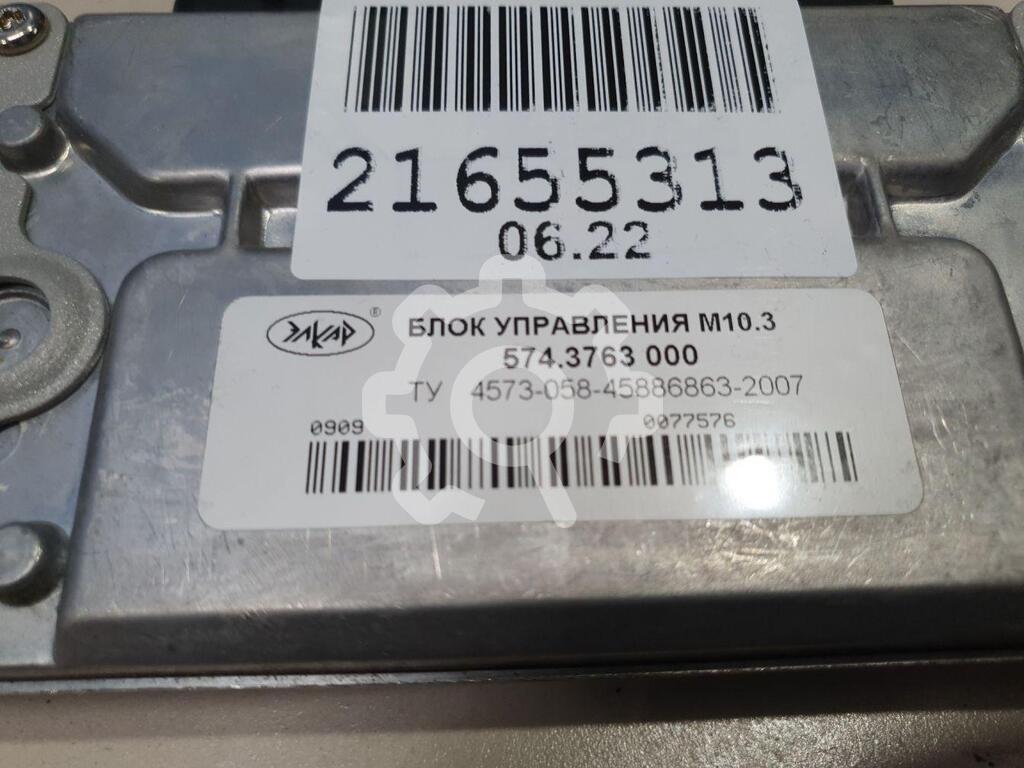 21655313
06.22
ЭЛКАР ®
БЛОК УПРАВЛЕНИЯ М10.3
574.3763 000
ТУ 4573-058-45886863-2007
0909 0077576